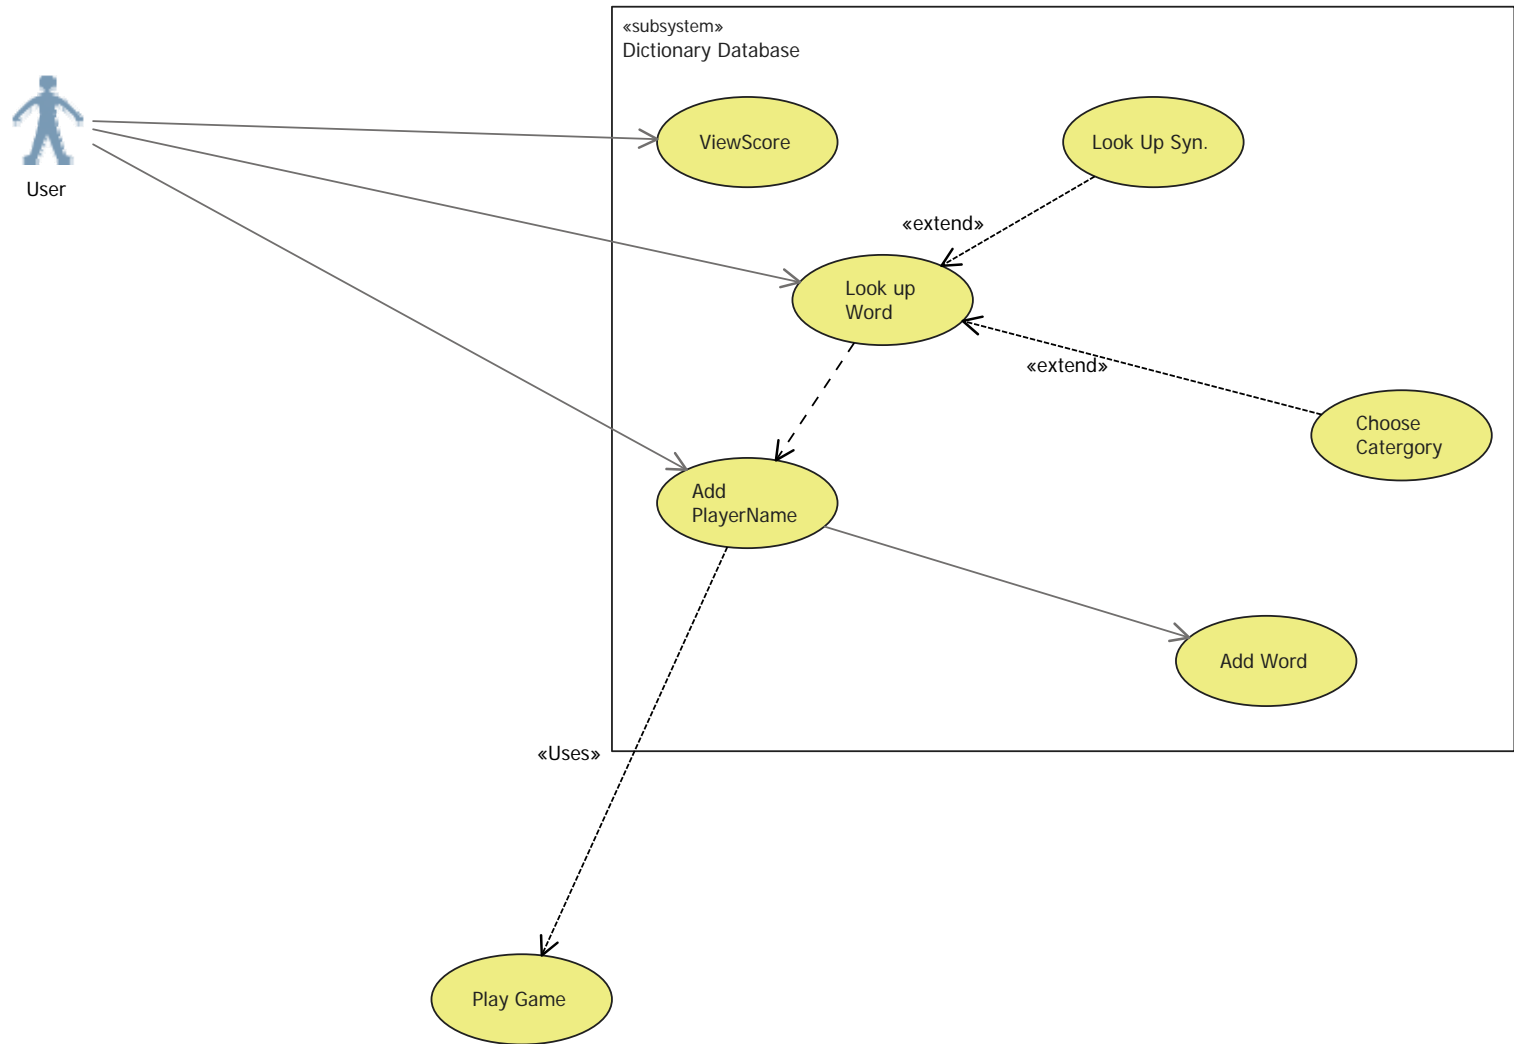 «subsystem»
Dictionary Database
User
ViewScore
Look Up Syn.
«extend»
Look up
Word
«extend»
Choose
Catergory
Add
PlayerName
Add Word
«Uses»
Play Game